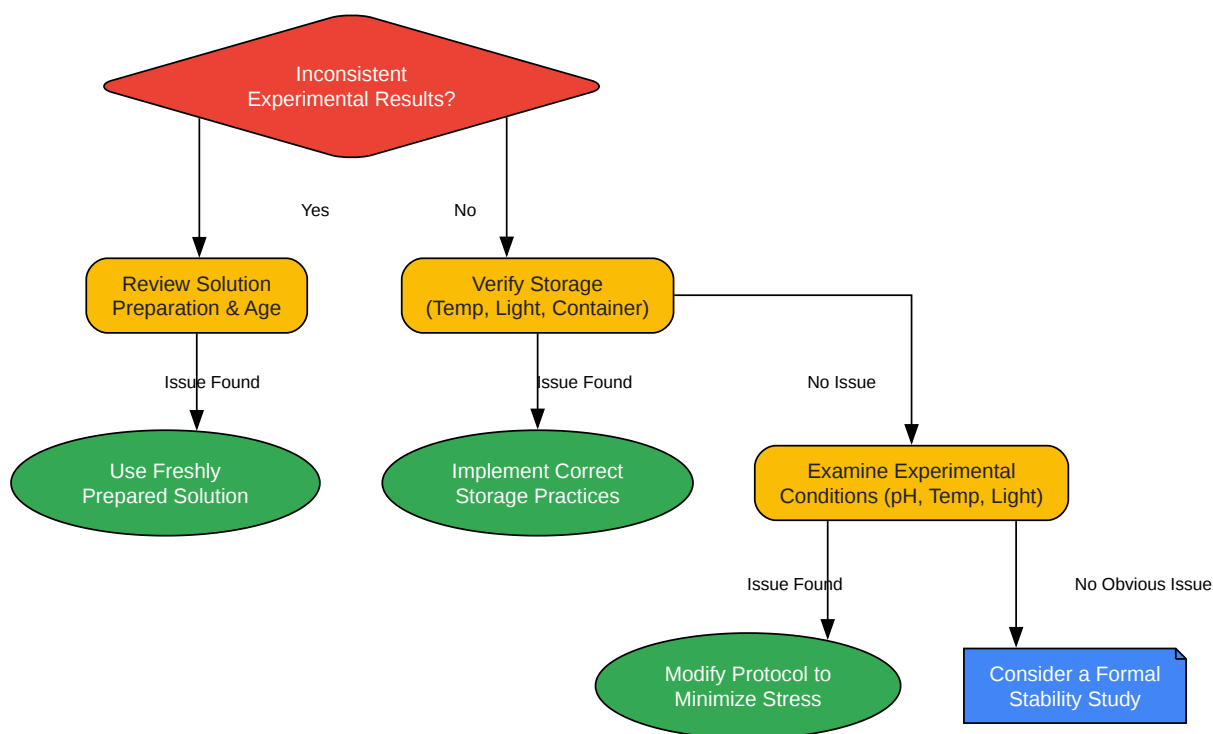 Inconsistent
Experimental Results?
Yes
No
Review Solution
Preparation & Age
Verify Storage
(Temp, Light, Container)
Issue Found
Issue Found
No Issue
Use Freshly
Prepared Solution
Implement Correct
Storage Practices
Examine Experimental
Conditions (pH, Temp, Light)
Issue Found
No Obvious Issue
Modify Protocol to
Minimize Stress
Consider a Formal
Stability Study